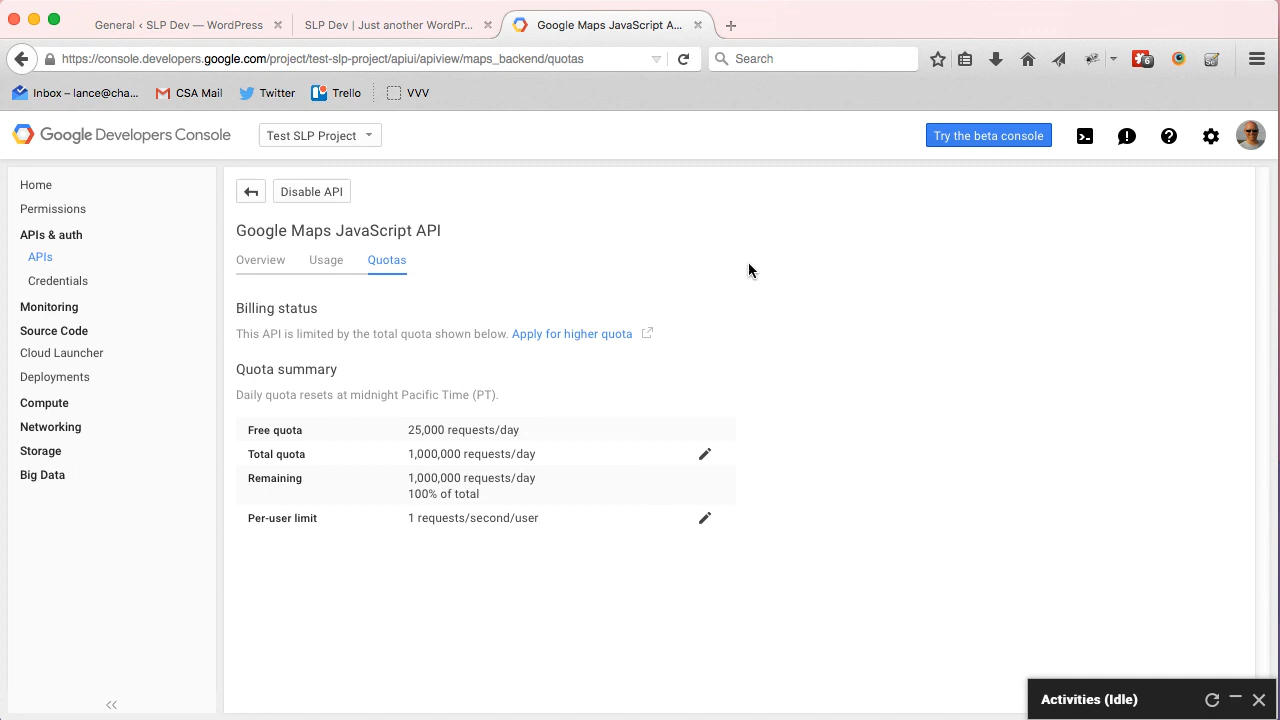 General ‹ SLP Dev — WordPress
SLP Dev | Just another WordPr...
Google Maps JavaScript A...
https://console.developers.google.com/project/test-slp-project/apiui/apiview/maps_backend/quotas
Search
6
Inbox – lance@cha...
CSA Mail
Twitter
Trello
VVV
Google Developers Console
Test SLP Project
Try the beta console
Home
Permissions
APIs & auth
APIs
Credentials
Monitoring
Source Code
Cloud Launcher
Deployments
Compute
Networking
Storage
Big Data
Disable API
Google Maps JavaScript API
Overview Usage Quotas
Billing status
This API is limited by the total quota shown below. Apply for higher quota
Quota summary
Daily quota resets at midnight Pacific Time (PT).
Free quota 25,000 requests/day
Total quota 1,000,000 requests/day
Remaining 1,000,000 requests/day
100% of total
Per-user limit 1 requests/second/user
Activities (Idle)